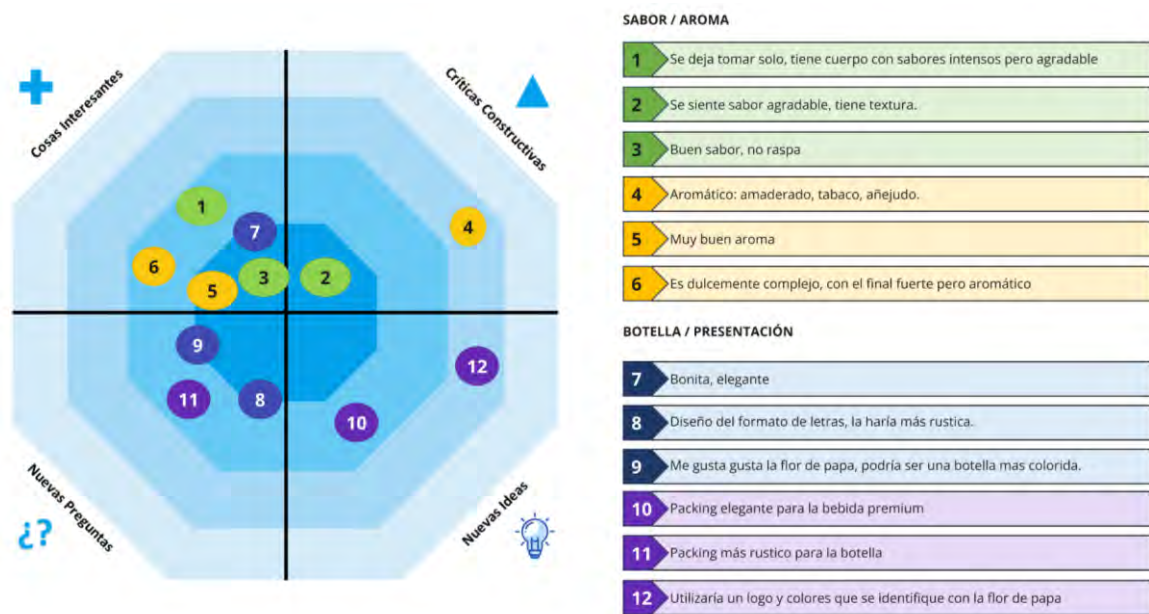 Cosas Interesantes
Críticas Constructivas
1
7
4
6
3
2
5
9
12
11
8
10
Nuevas Preguntas
¿?
Nuevas Ideas
SABOR / AROMA
1 Se deja tomar solo, tiene cuerpo con sabores intensos pero agradable
2 Se siente sabor agradable, tiene textura.
3 Buen sabor, no raspa
4 Aromático: amaderado, tabaco, añejudo.
5 Muy buen aroma
6 Es dulcemente complejo, con el final fuerte pero aromático
BOTELLA / PRESENTACIÓN
7 Bonita, elegante
8 Diseño del formato de letras, la haría más rustica.
9 Me gusta gusta la flor de papa, podría ser una botella mas colorida.
10 Packing elegante para la bebida premium
11 Packing más rustico para la botella
12 Utilizaría un logo y colores que se identifique con la flor de papa